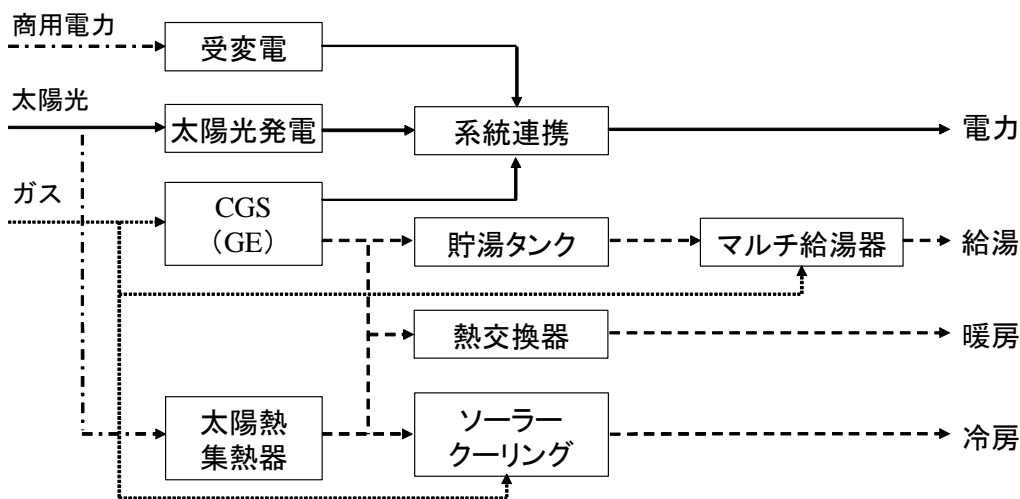 商用電力
受変電
太陽光
太陽光発電
系統連携
電力
ガス
CGS
(GE)
貯湯タンク
マルチ給湯器
給湯
熱交換器
暖房
太陽熱
集熱器
ソーラー
クーリング
冷房